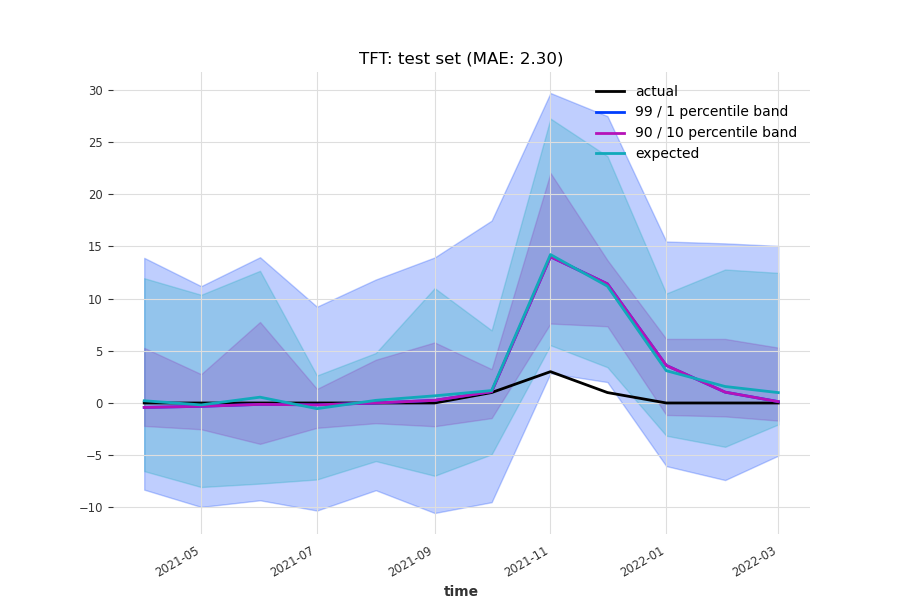 TFT: test set (MAE: 2.30)
actual
99 / 1 percentile band
90 / 10 percentile band
expected
30
25
20
15
10
5
0
−5
−10
2021-05
2021-07
2021-09
2021-11
2022-01
2022-03
time